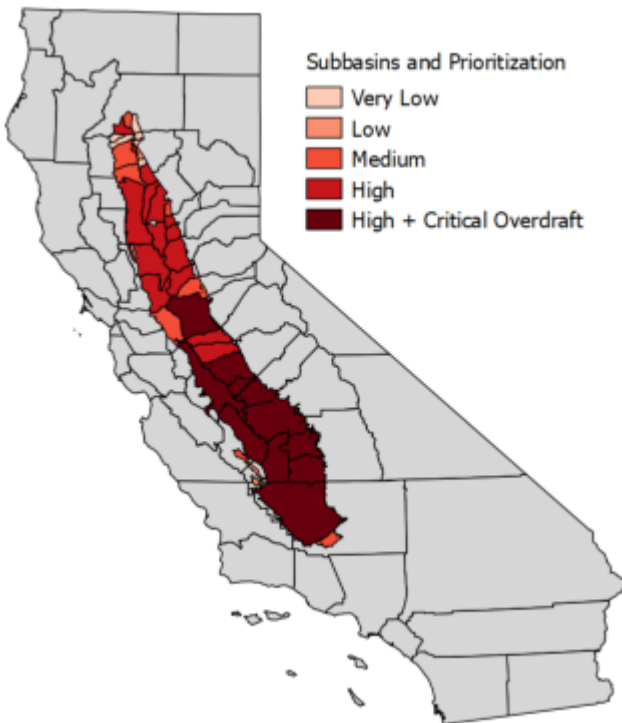 Subbasins and Prioritization
Very Low
Low
Medium
High
High + Critical Overdraft